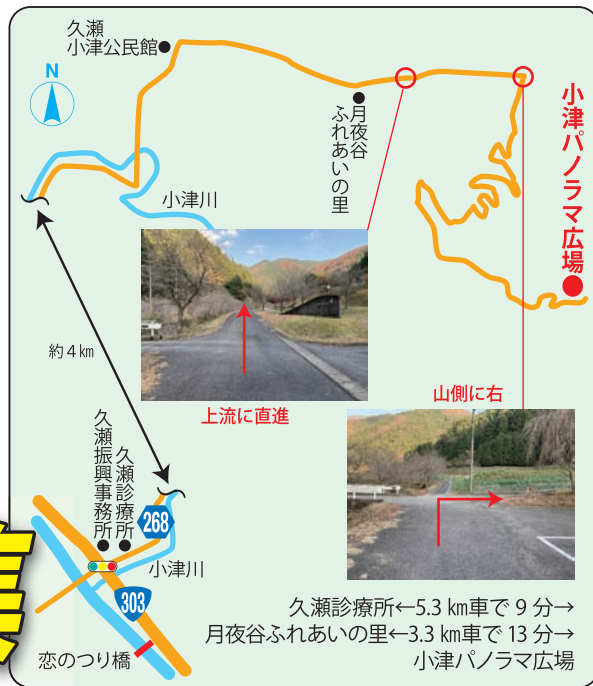 久瀬
小津公民館
N
月夜谷
ふれあいの里
小津パノラマ広場
小津川
約4km
上流に直進
山側に右
久瀬振興事務所
久瀬診療所
268
小津川
303
恋のつり橋
久瀬診療所←5.3 km車で 9 分→
月夜谷ふれあいの里←3.3 km車で 13 分→
小津パノラマ広場